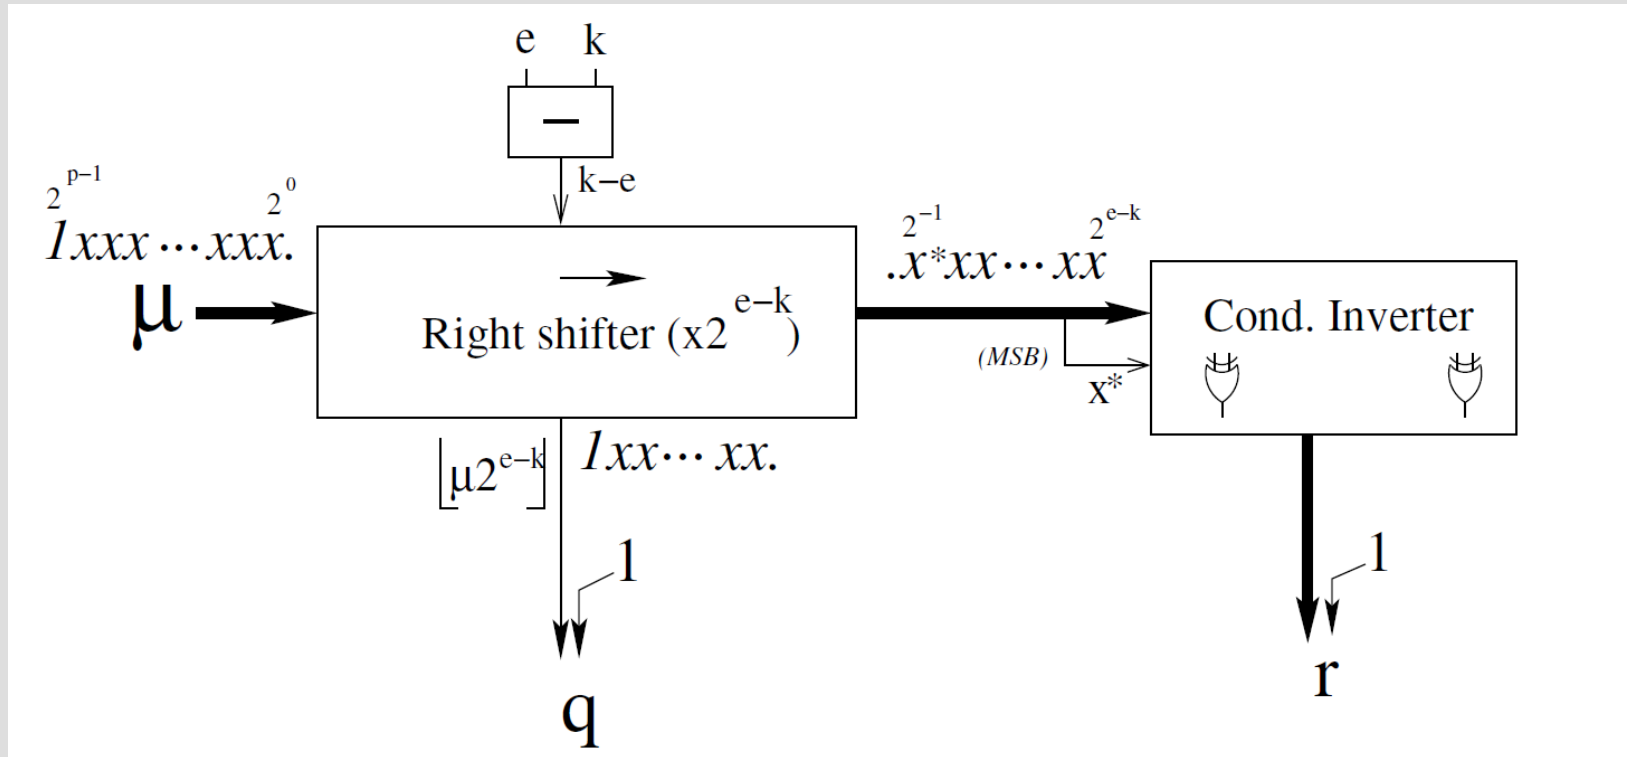 e k
−
k−e
2^{p−1} 2^0
1xxx ··· xxx.
μ
Right shifter (x2^{e−k})
2^{−1} 2^{e−k}
.x*xx ··· xx
(MSB)
x*
Cond. Inverter
⌊μ2^{e−k}⌋ 1xx ··· xx.
1
q
1
r